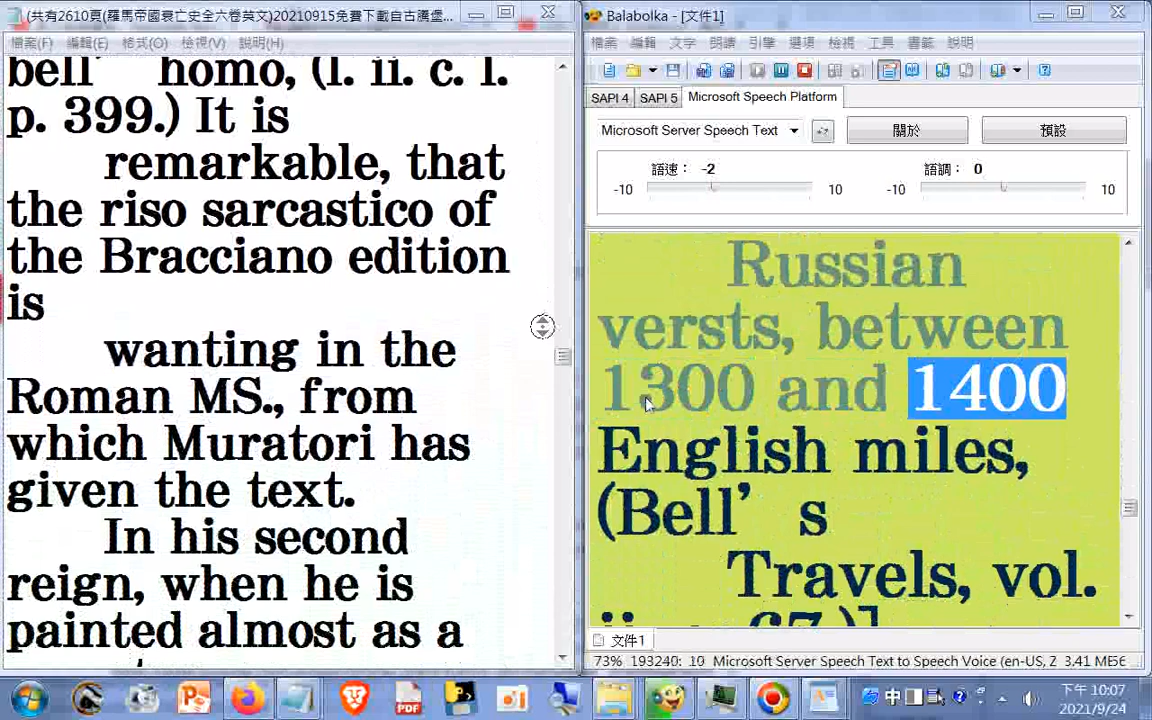 (共有2610頁(羅馬帝國衰亡史全六卷英文)20210915免費下載自古騰堡...
檔案(F) 編輯(E) 格式(O) 檢視(V) 說明(H)
bell’ homo, (l. ii. c. l.
p. 399.) It is
remarkable, that
the riso sarcastico of
the Bracciano edition
is
wanting in the
Roman MS., from
which Muratori has
given the text.
In his second
reign, when he is
painted almost as a
Balabolka - [文件1]
檔案 編輯 文字 朗讀 引擎 選項 檢視 工具 書籤 說明
SAPI 4 SAPI 5 Microsoft Speech Platform
Microsoft Server Speech Text 關於 預設
語速： -2 語調： 0
-10 10 -10 10
Russian
versts, between
1300 and 1400
English miles,
(Bell’ s
Travels, vol.
ii. p. 67.)]
文件1
73% 193240: 10 Microsoft Server Speech Text to Speech Voice (en-US, Z 3.41 ME56
中
下午 10:07
2021/9/24